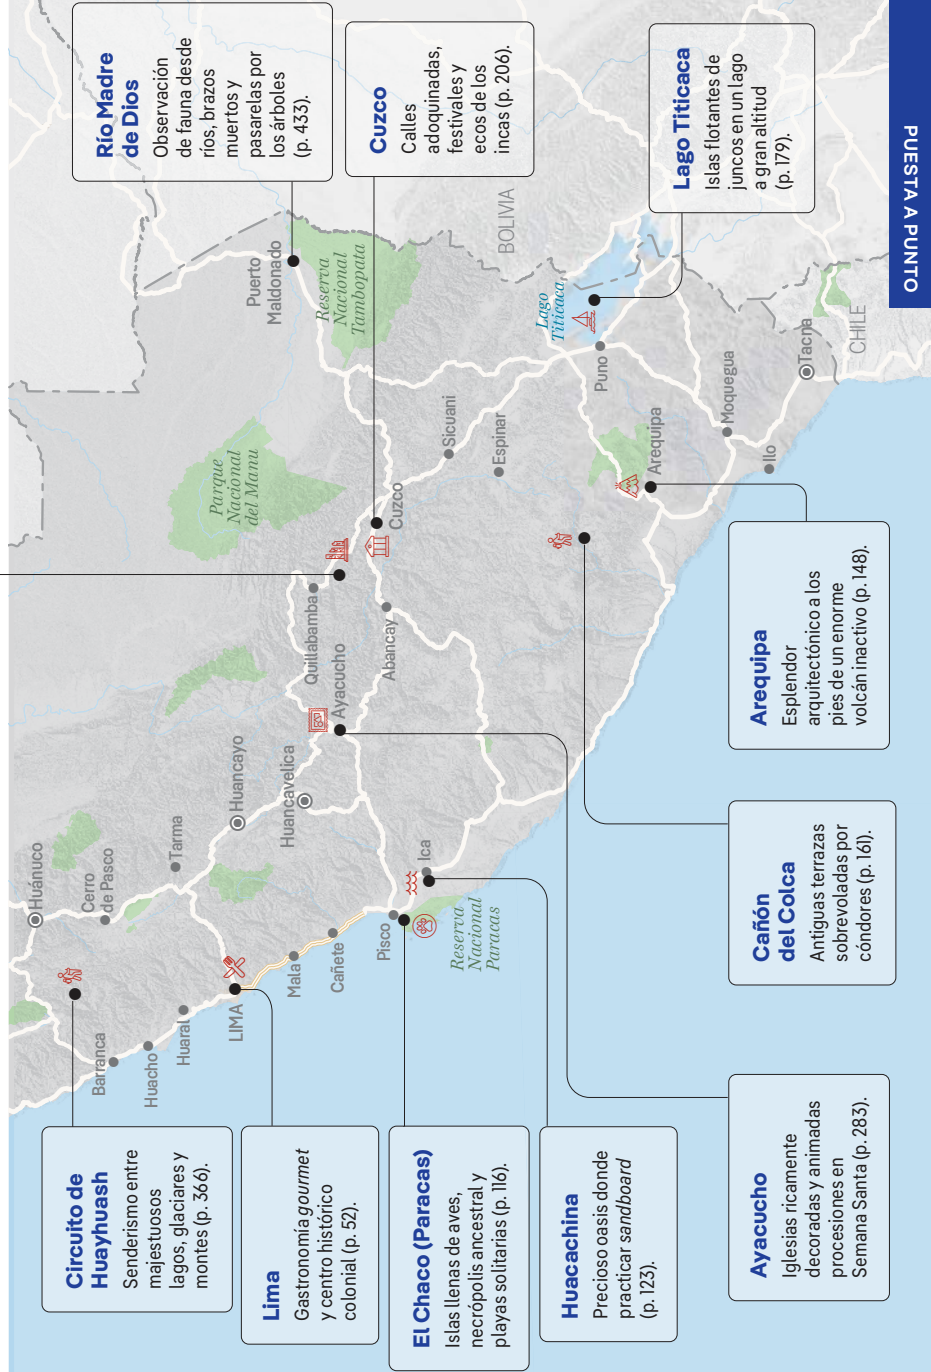 PUESTA A PUNTO
Circuito de
Huayhuash
Senderismo entre
majestuosos
lagos, glaciares y
montes (p. 366).
Lima
Gastronomía gourmet
y centro histórico
colonial (p. 52).
El Chaco (Paracas)
Islas llenas de aves,
necrópolis ancestral y
playas solitarias (p. 116).
Huacachina
Precioso oasis donde
practicar sandboard
(p. 123).
Ayacucho
Iglesias ricamente
decoradas y animadas
procesiones en
Semana Santa (p. 283).
Cañón
del Colca
Antiguas terrazas
sobrevoladas por
cóndores (p. 161).
Arequipa
Esplendor
arquitectónico a los
pies de un enorme
volcán inactivo (p. 148).
Río Madre
de Dios
Observación
de fauna desde
ríos, brazos
muertos y
pasarelas por
los árboles
(p. 433).
Cuzco
Calles
adoquinadas,
festivales y
ecos de los
incas (p. 206).
Lago Titicaca
Islas flotantes de
juncos en un lago
a gran altitud
(p. 179).
Huánuco
Cerro
de Pasco
Tarma
Barranca
Huacho
Huaral
LIMA
Mala
Cañete
Pisco
Ica
Reserva
Nacional
Paracas
Huancayo
Huancavelica
Ayacucho
Quillabamba
Abancay
Cuzco
Parque
Nacional
del Manu
Puerto
Maldonado
Reserva
Nacional
Tambopata
Sicuani
Espinar
Arequipa
Puno
Lago
Titicaca
Moquegua
Ilo
Tacna
BOLIVIA
CHILE